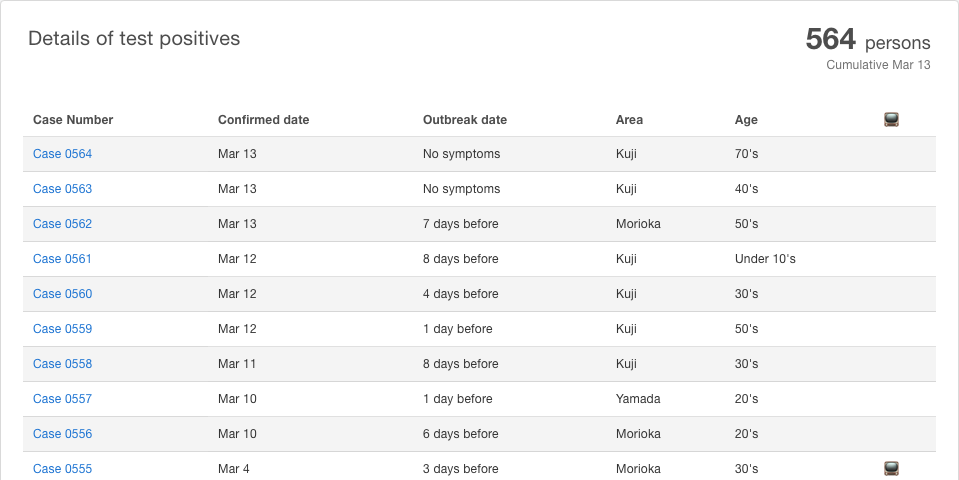 Details of test positives
564 persons
Cumulative Mar 13
Case Number Confirmed date Outbreak date Area Age
Case 0564 Mar 13 No symptoms Kuji 70's
Case 0563 Mar 13 No symptoms Kuji 40's
Case 0562 Mar 13 7 days before Morioka 50's
Case 0561 Mar 12 8 days before Kuji Under 10's
Case 0560 Mar 12 4 days before Kuji 30's
Case 0559 Mar 12 1 day before Kuji 50's
Case 0558 Mar 11 8 days before Kuji 30's
Case 0557 Mar 10 1 day before Yamada 20's
Case 0556 Mar 10 6 days before Morioka 20's
Case 0555 Mar 4 3 days before Morioka 30's